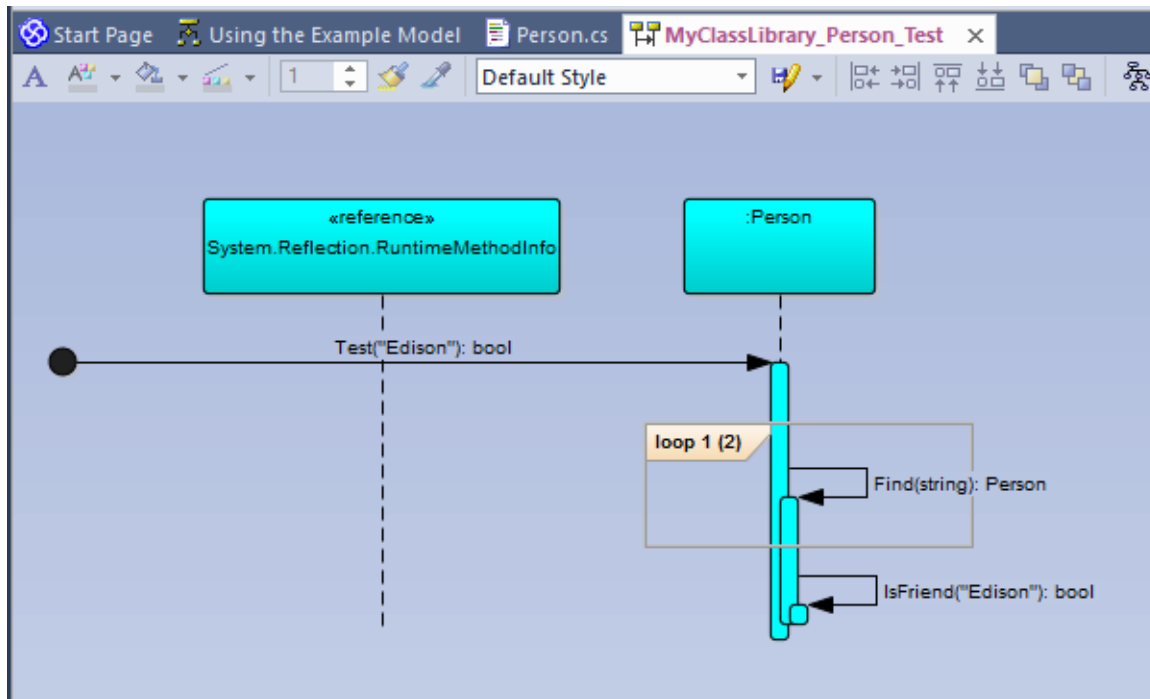 Start Page Using the Example Model Person.cs MyClassLibrary_Person_Test
A A 1 Default Style
«reference»
System.Reflection.RuntimeMethodInfo
:Person
Test("Edison"): bool
loop 1 (2)
Find(string): Person
IsFriend("Edison"): bool